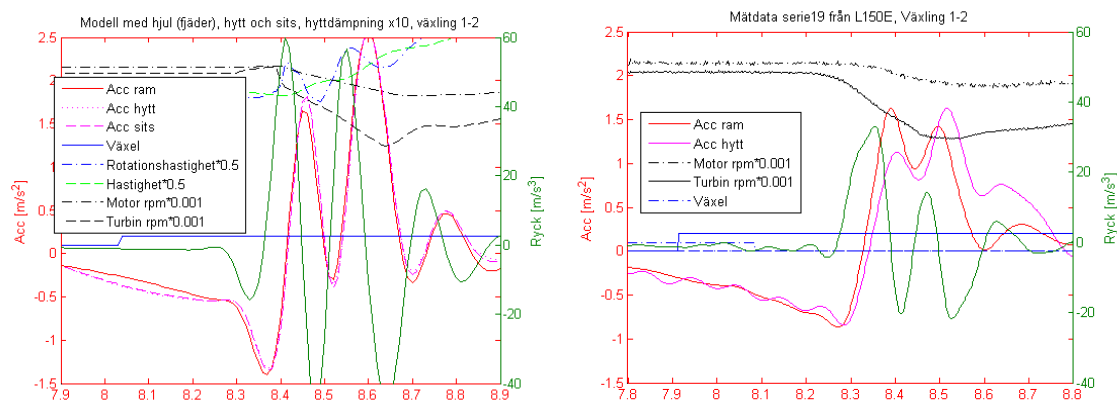 Modell med hjul (fjäder), hytt och sits, hyttdämpning x10, växling 1-2
2.5
2
1.5
1
0.5
0
-0.5
-1
-1.5
Acc [m/s²]
Acc ram
Acc hytt
Acc sits
Växel
Rotationshastighet*0.5
Hastighet*0.5
Motor rpm*0.001
Turbin rpm*0.001
60
40
20
0
-20
-40
Ryck [m/s³]
7.9 8 8.1 8.2 8.3 8.4 8.5 8.6 8.7 8.8 8.9
Mätdata serie19 från L150E, Växling 1-2
2.5
2
1.5
1
0.5
0
-0.5
-1
-1.5
Acc [m/s²]
Acc ram
Acc hytt
Motor rpm*0.001
Turbin rpm*0.001
Växel
60
40
20
0
-20
-40
Ryck [m/s³]
7.8 7.9 8 8.1 8.2 8.3 8.4 8.5 8.6 8.7 8.8